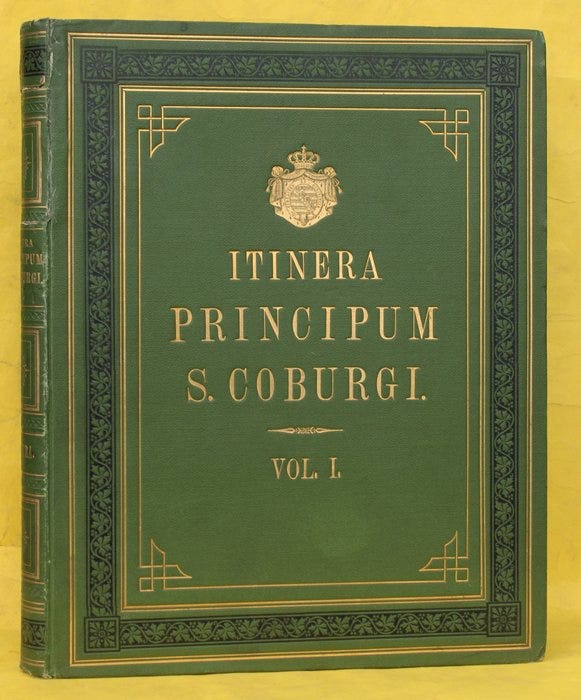 ITINERA
PRINCIPUM
S. COBURGI.
VOL. I.